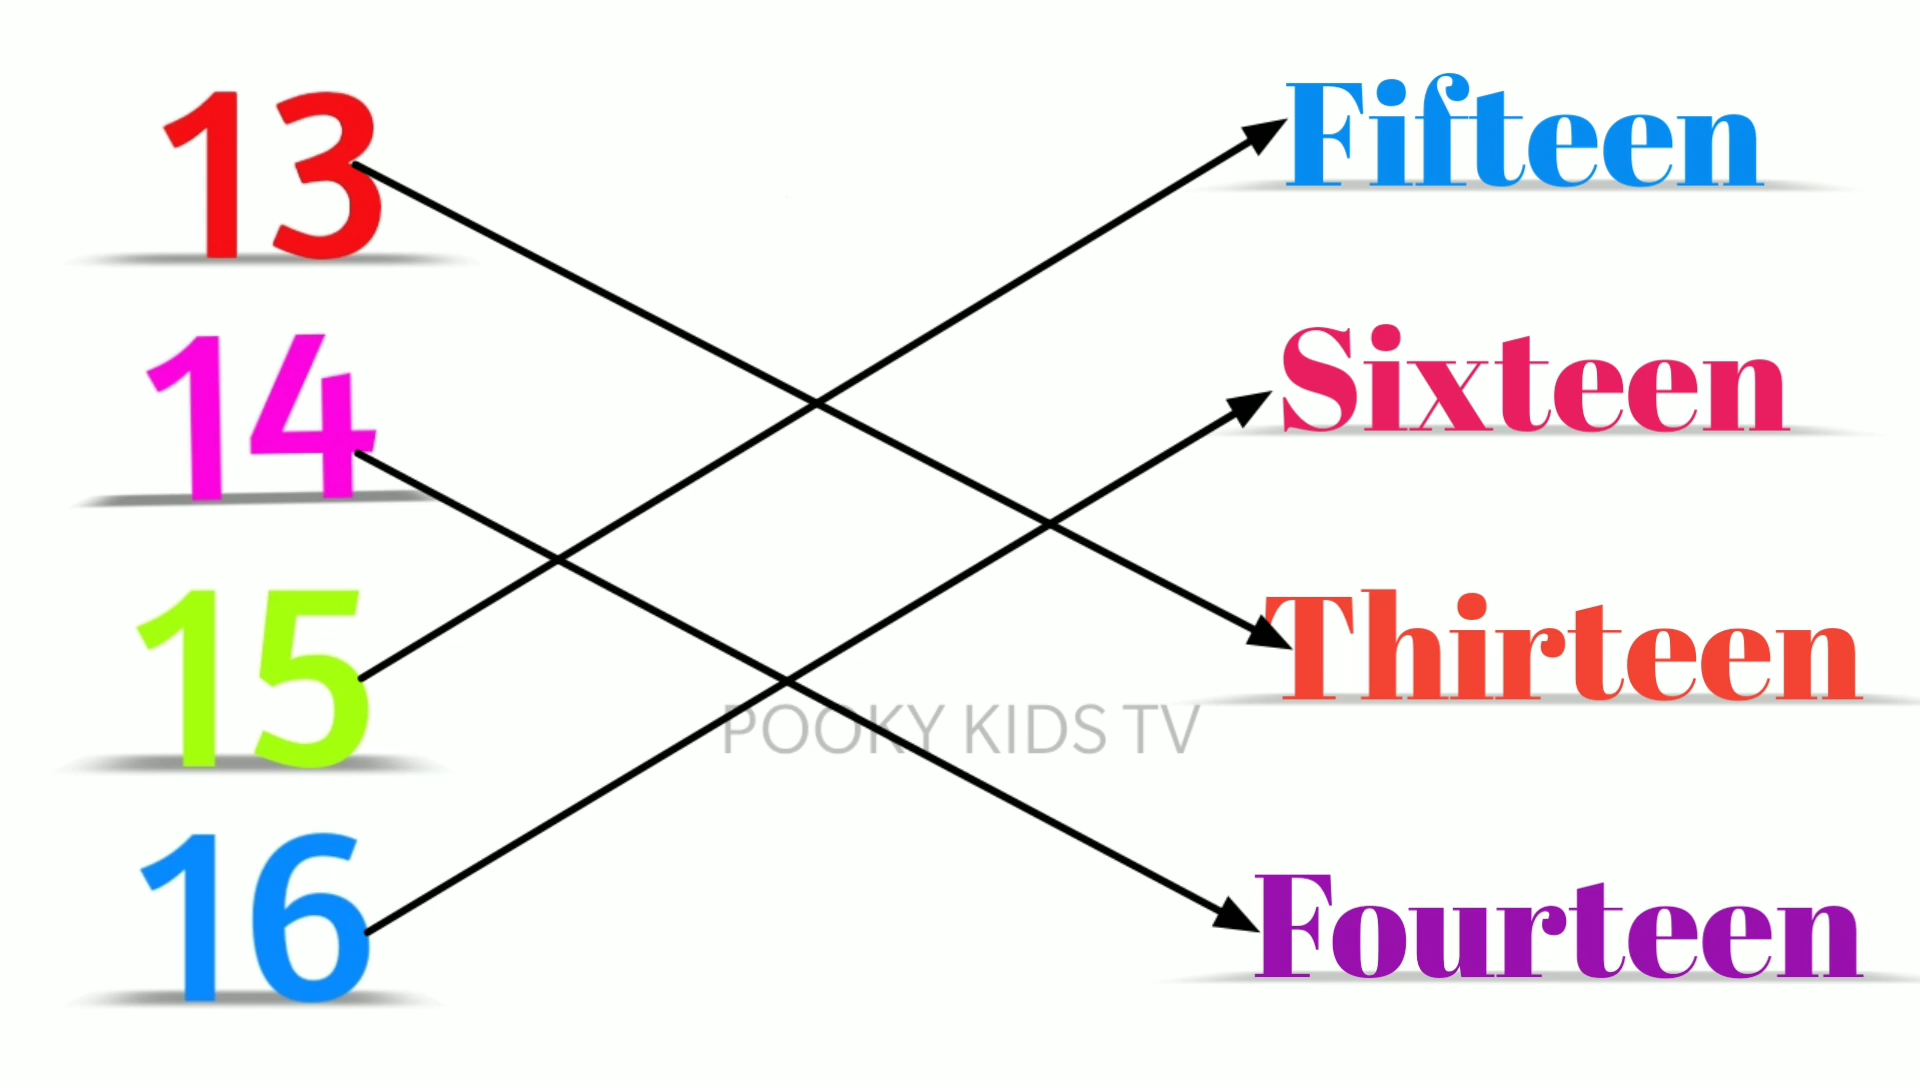 13 Fifteen
14 Sixteen
15 Thirteen
16 Fourteen
POOKY KIDS TV